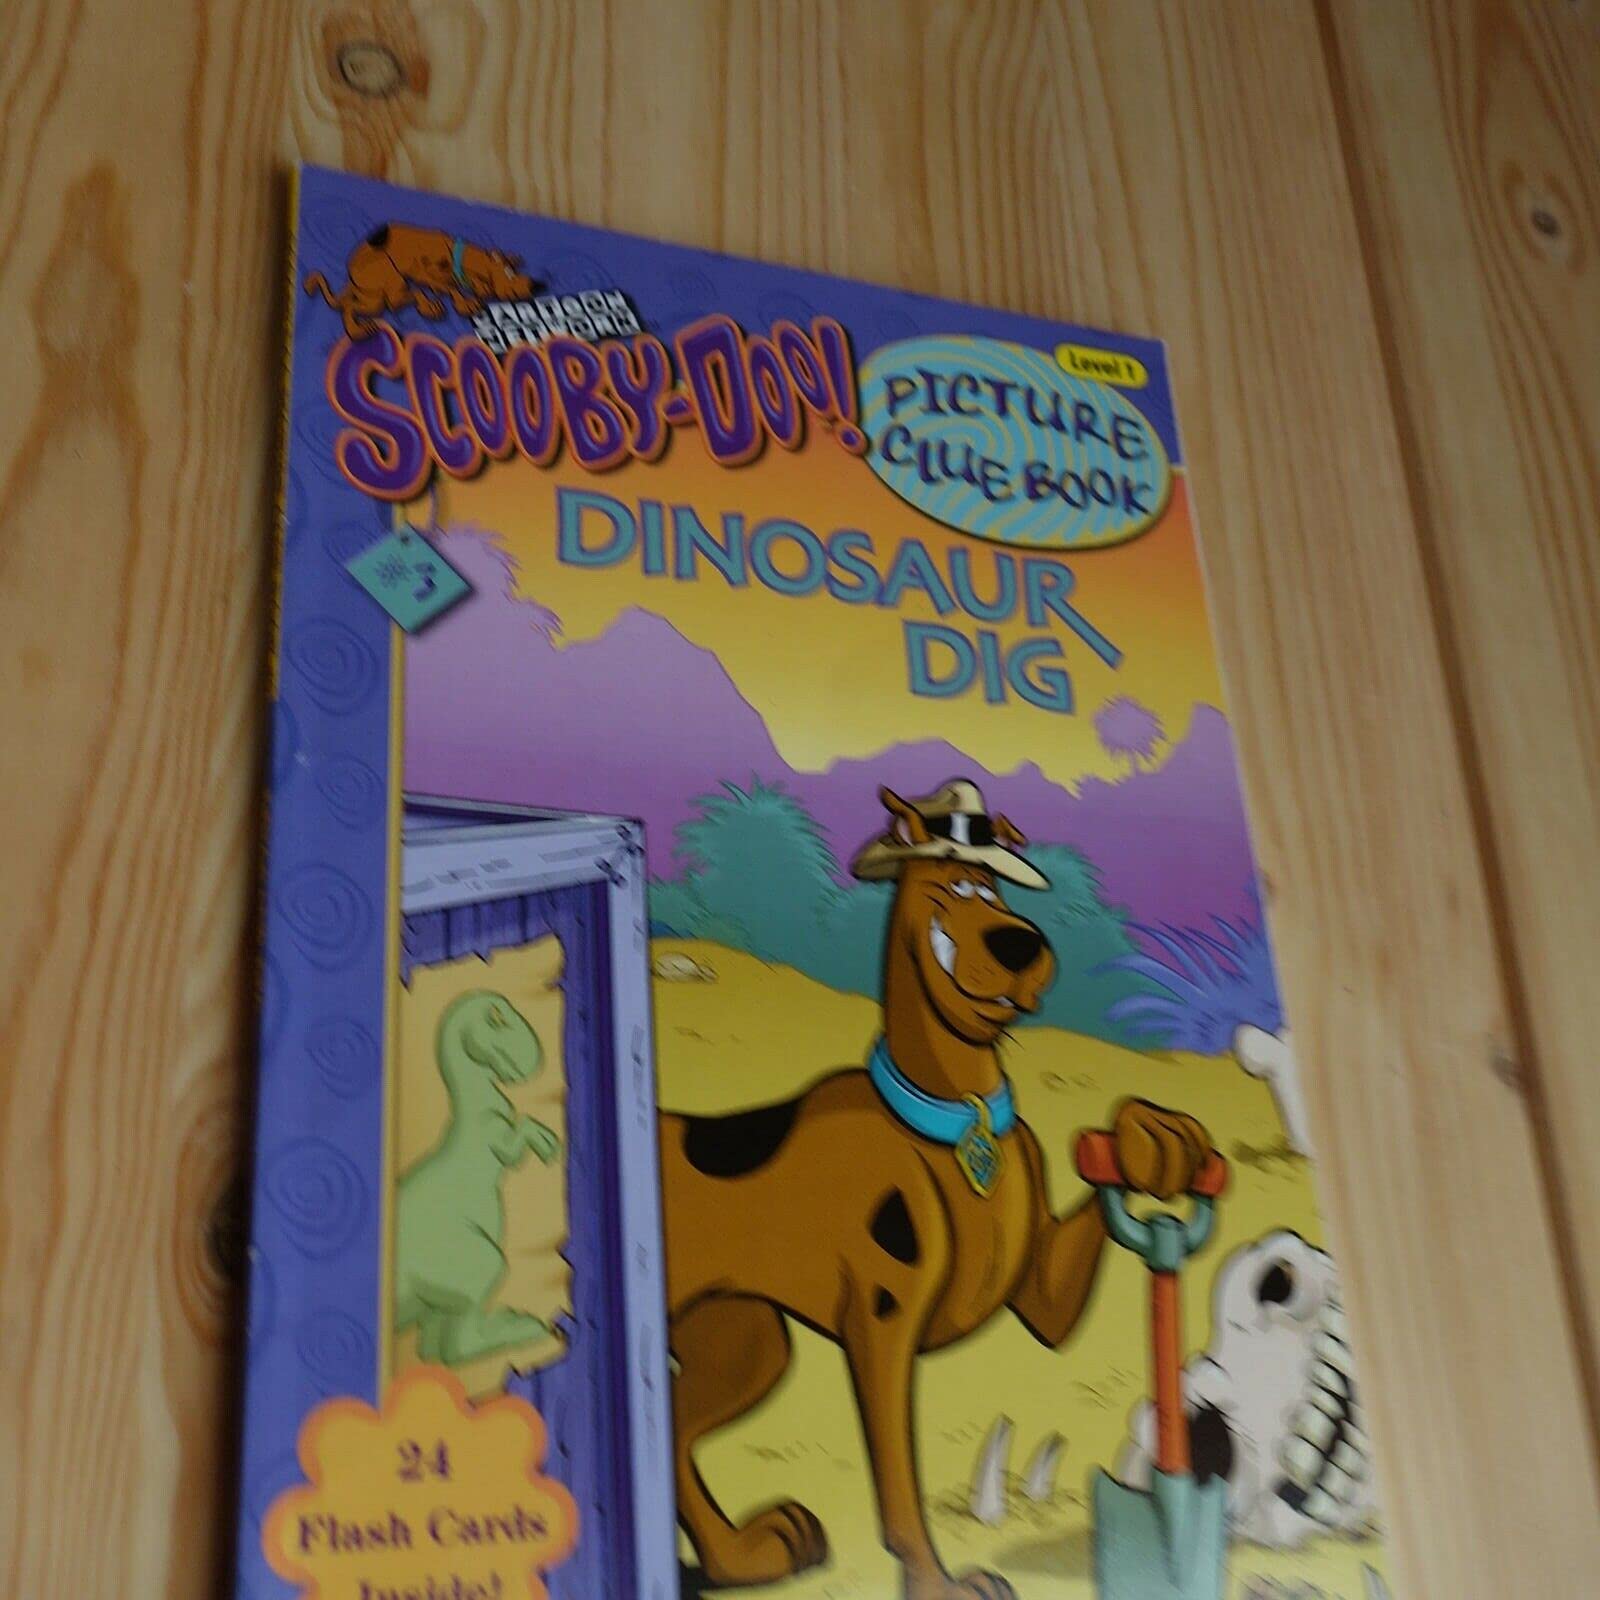 CARTOON
NETWORK
SCOOBY-DOO!
Level 1
PICTURE
CLUE BOOK
#3
DINOSAUR
DIG
24
Flash Cards
Inside!